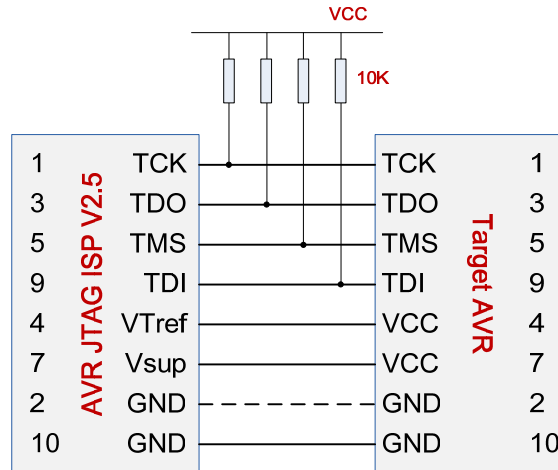 VCC
10K
AVR JTAG ISP V2.5
Target AVR
1 TCK TCK 1
3 TDO TDO 3
5 TMS TMS 5
9 TDI TDI 9
4 VTref VCC 4
7 Vsup VCC 7
2 GND GND 2
10 GND GND 10